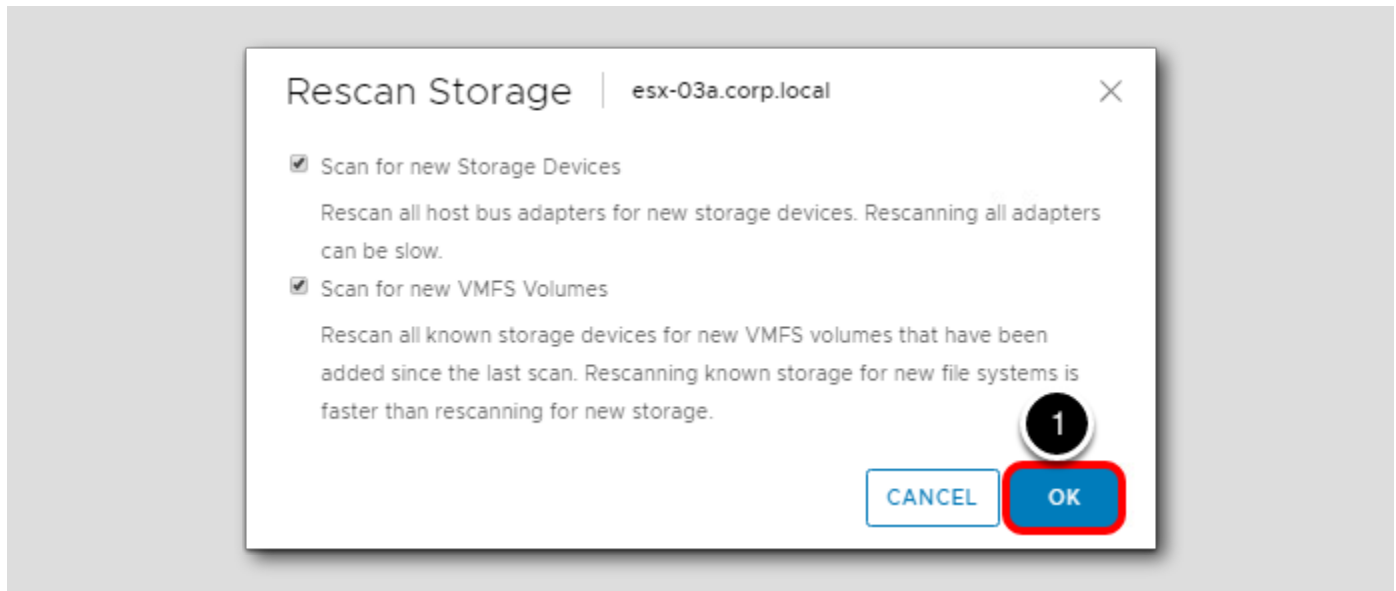 Rescan Storage esx-03a.corp.local
Scan for new Storage Devices
Rescan all host bus adapters for new storage devices. Rescanning all adapters
can be slow.
Scan for new VMFS Volumes
Rescan all known storage devices for new VMFS volumes that have been
added since the last scan. Rescanning known storage for new file systems is
faster than rescanning for new storage.
1
CANCEL OK